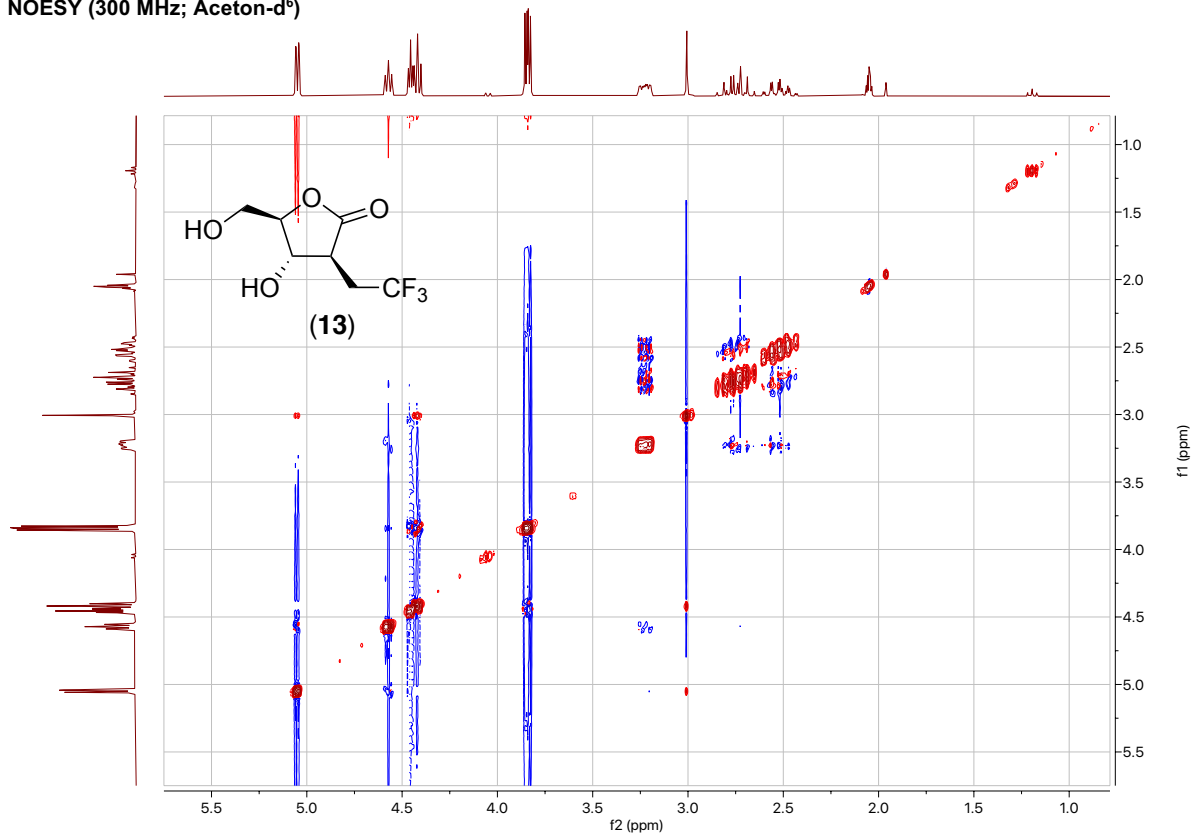 NOESY (300 MHz; Aceton-d⁶)
O
O
HO
HO
CF₃
(13)
1.0
1.5
2.0
2.5
3.0
3.5
4.0
4.5
5.0
5.5
f1 (ppm)
5.5 5.0 4.5 4.0 3.5 3.0 2.5 2.0 1.5 1.0
f2 (ppm)